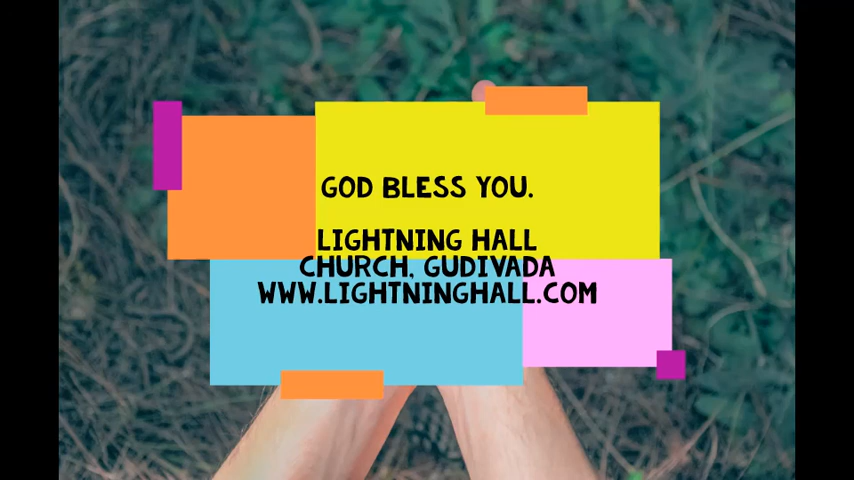 GOD BLESS YOU.
LIGHTNING HALL
CHURCH, GUDIVADA
WWW.LIGHTNINGHALL.COM